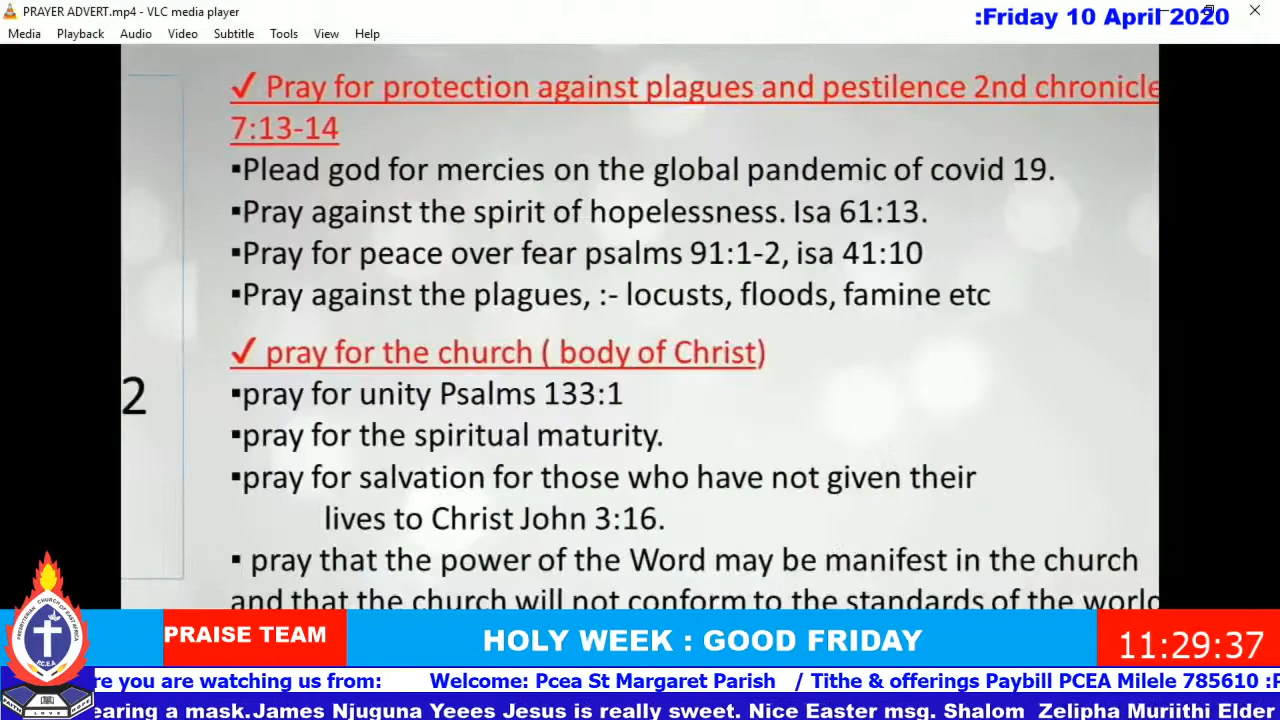 PRAYER ADVERT.mp4 - VLC media player
:Friday 10 April 2020
Media Playback Audio Video Subtitle Tools View Help
✓ Pray for protection against plagues and pestilence 2nd chronicle
7:13-14
▪Plead god for mercies on the global pandemic of covid 19.
▪Pray against the spirit of hopelessness. Isa 61:13.
▪Pray for peace over fear psalms 91:1-2, isa 41:10
▪Pray against the plagues, :- locusts, floods, famine etc
✓ pray for the church ( body of Christ)
2
▪pray for unity Psalms 133:1
▪pray for the spiritual maturity.
▪pray for salvation for those who have not given their
lives to Christ John 3:16.
▪ pray that the power of the Word may be manifest in the church
and that the church will not conform to the standards of the world
PRESBYTERIAN CHURCH OF EAST AFRICA
P.C.E.A
FAITH LOVE HOPE
PRAISE TEAM
HOLY WEEK : GOOD FRIDAY
11:29:37
re you are watching us from: Welcome: Pcea St Margaret Parish / Tithe & offerings Paybill PCEA Milele 785610 :P
earing a mask.James Njuguna Yeees Jesus is really sweet. Nice Easter msg. Shalom Zelipha Muriithi Elder